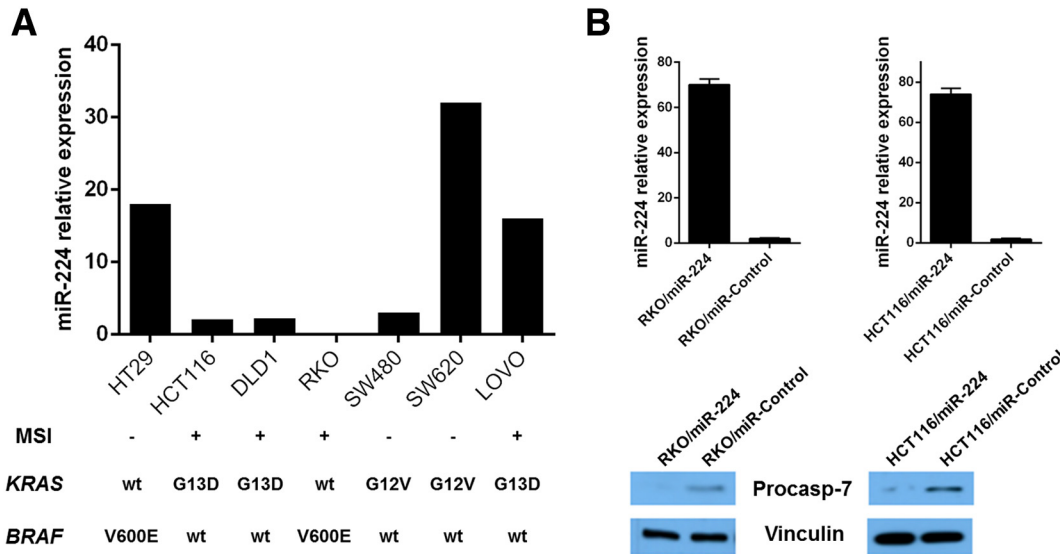 A
miR-224 relative expression
40
30
20
10
0
HT29 HCT116 DLD1 RKO SW480 SW620 LOVO
MSI - + + + - - +
KRAS wt G13D G13D wt G12V G12V G13D
BRAF V600E wt wt V600E wt wt wt
B
miR-224 relative expression
80
60
40
20
0
RKO/miR-224 RKO/miR-Control
miR-224 relative expression
80
60
40
20
0
HCT116/miR-224 HCT116/miR-Control
RKO/miR-224 RKO/miR-Control HCT116/miR-224 HCT116/miR-Control
Procasp-7
Vinculin